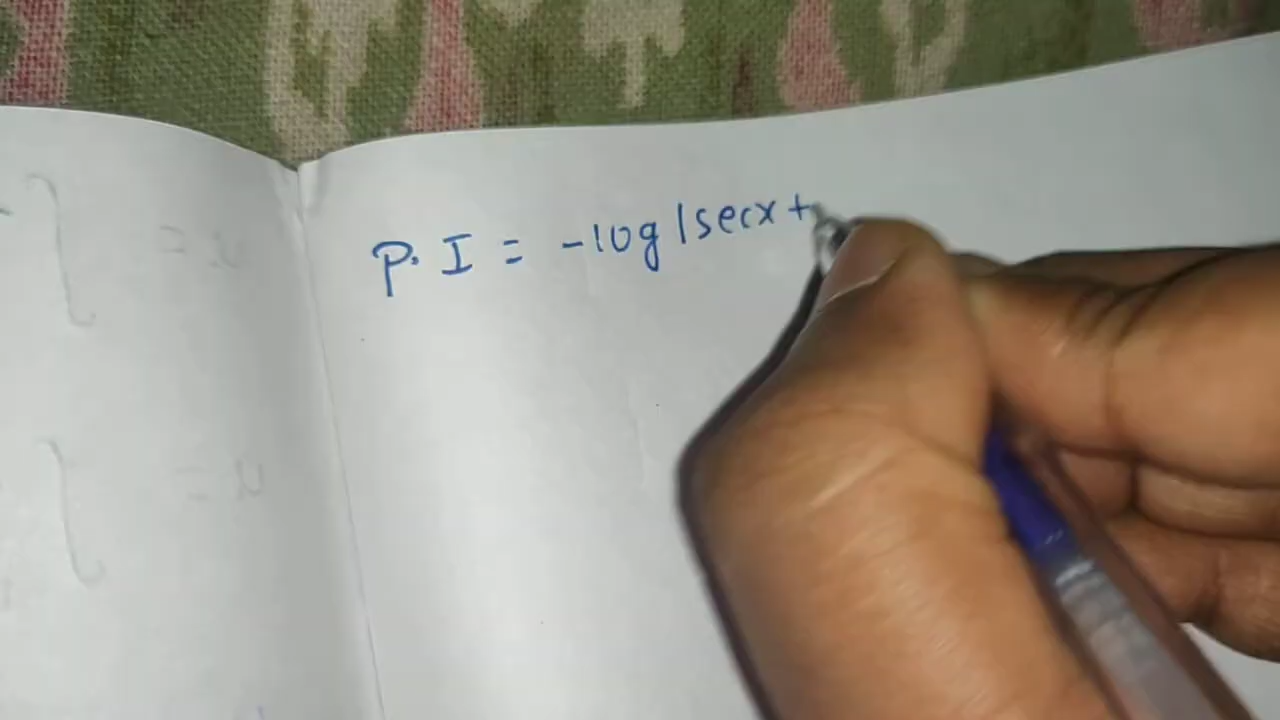 P. I = -log |secx +